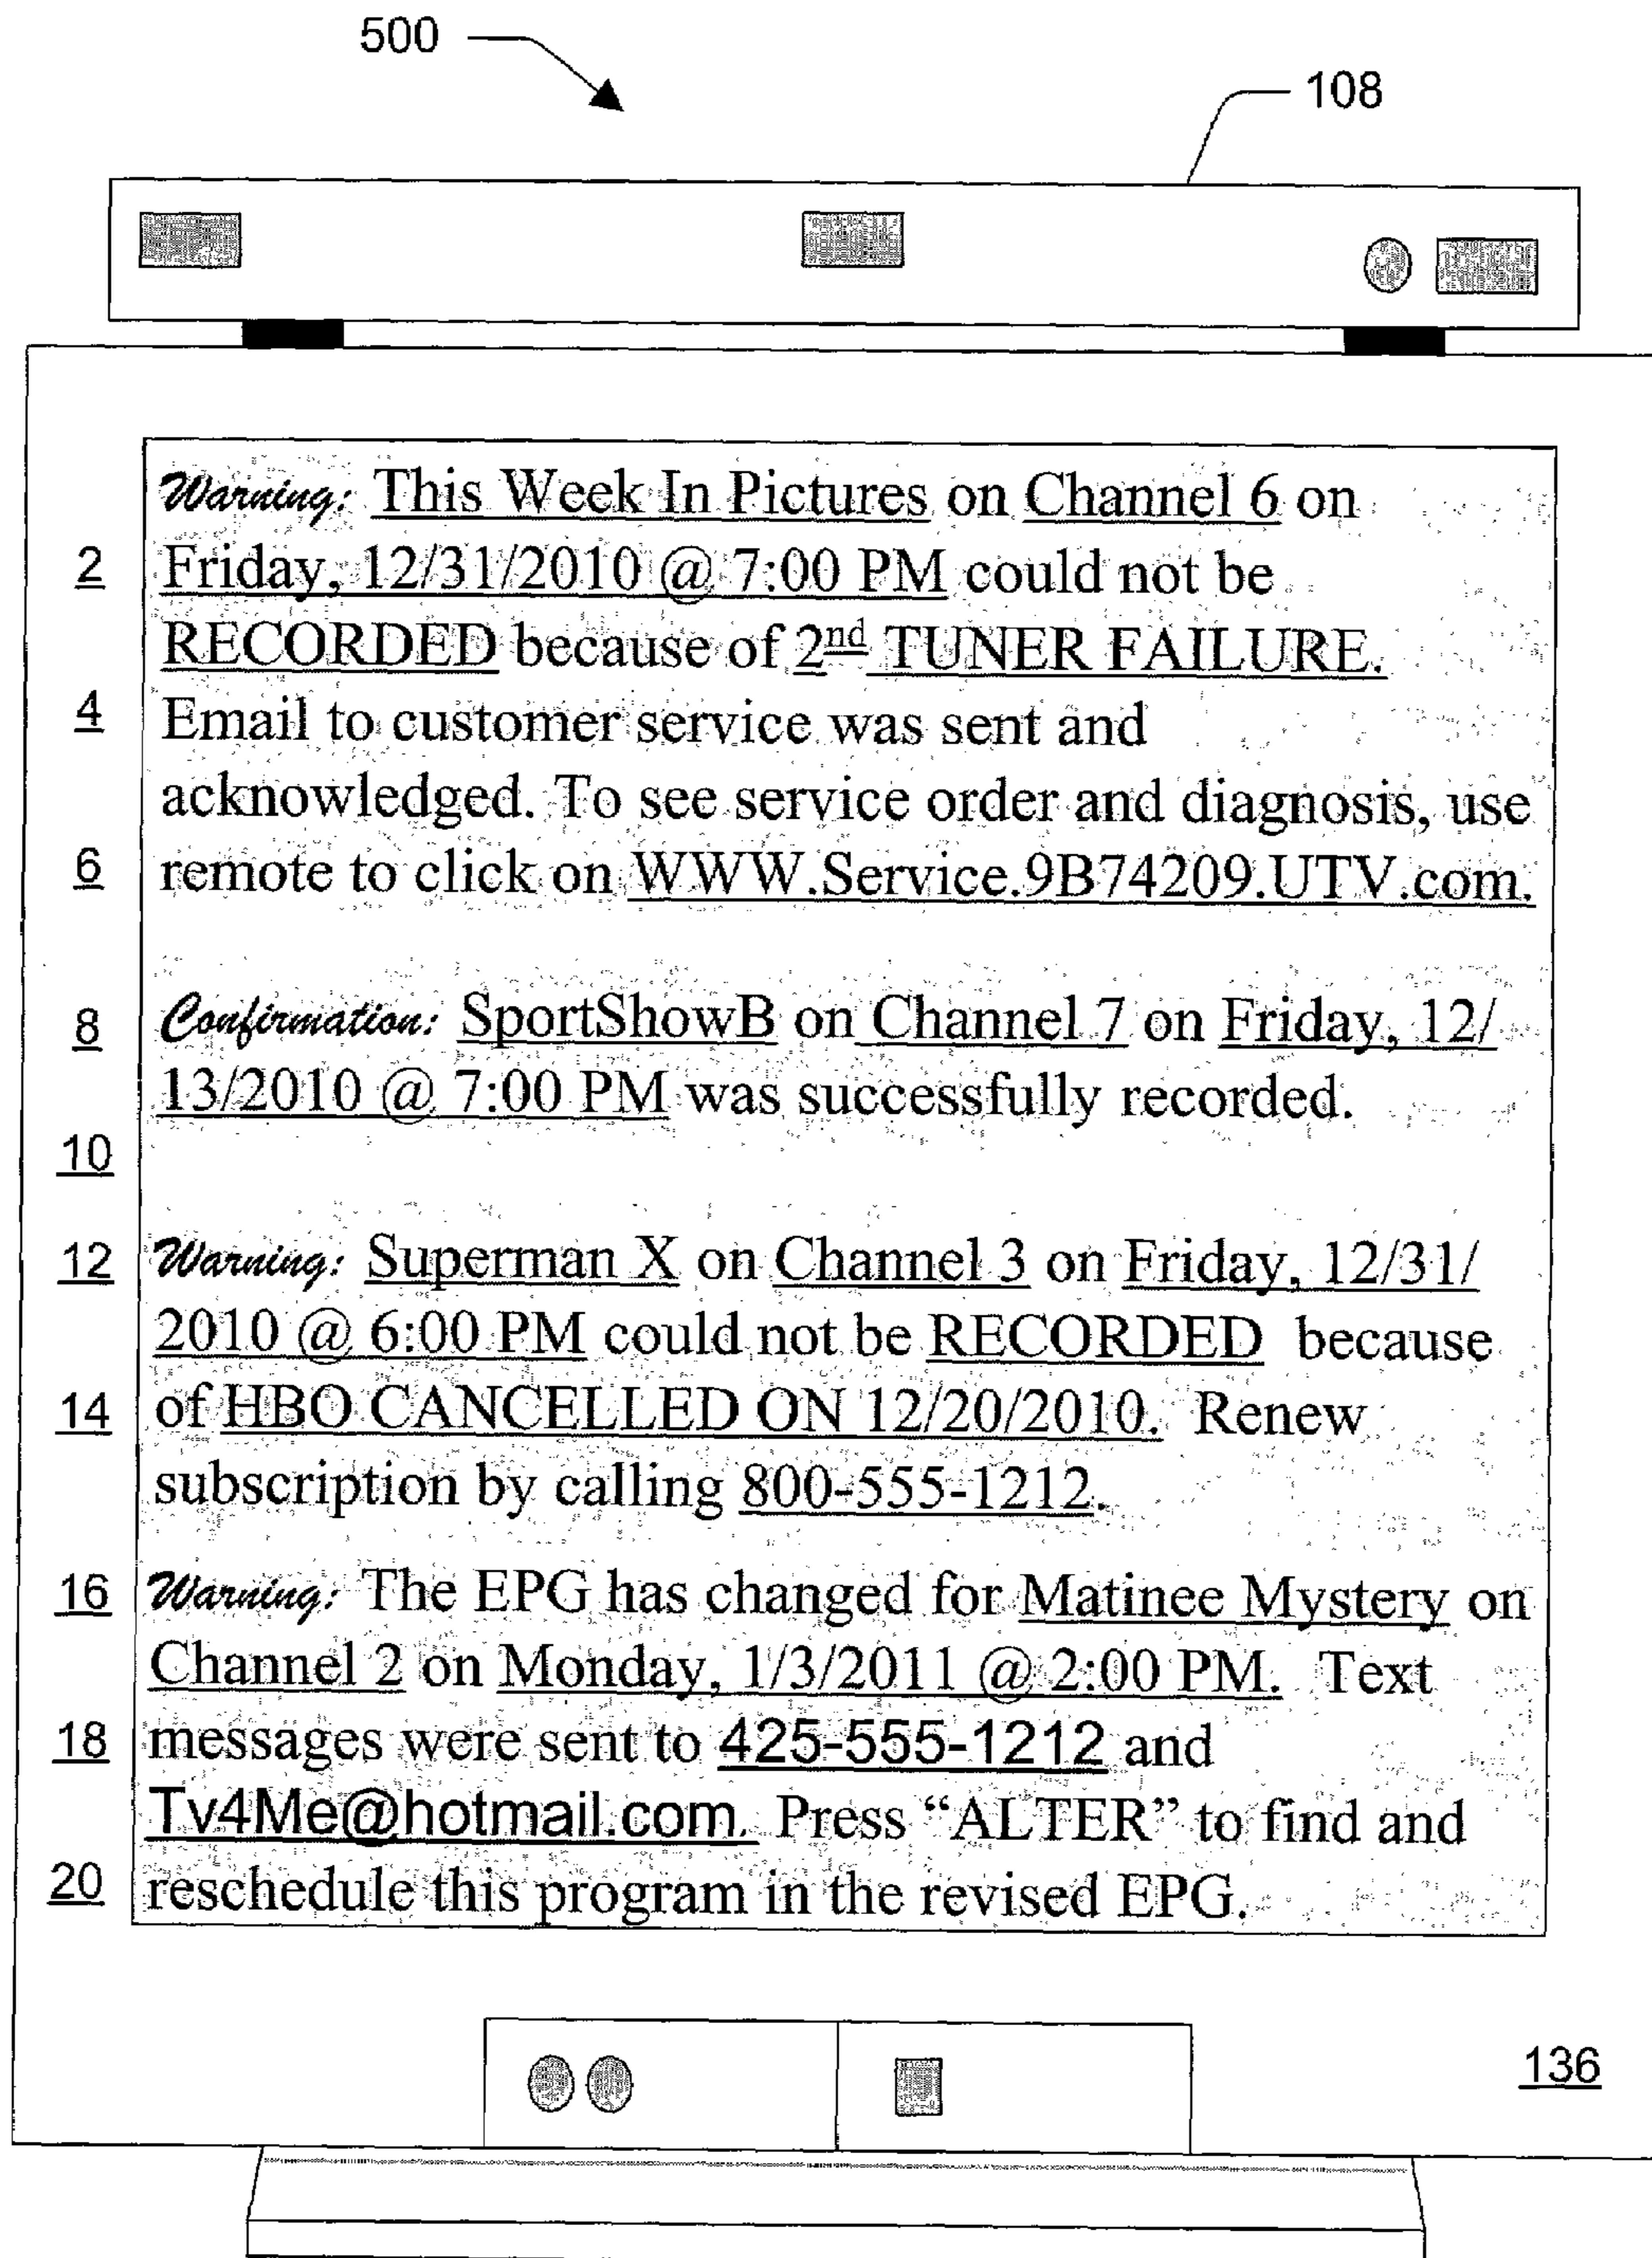 500
108
Warning: This Week In Pictures on Channel 6 on
2 Friday, 12/31/2010 @ 7:00 PM could not be
RECORDED because of 2nd TUNER FAILURE.
4 Email to customer service was sent and
acknowledged. To see service order and diagnosis, use
6 remote to click on WWW.Service.9B74209.UTV.com.
8 Confirmation: SportShowB on Channel 7 on Friday, 12/
13/2010 @ 7:00 PM was successfully recorded.
10
12 Warning: Superman X on Channel 3 on Friday, 12/31/
2010 @ 6:00 PM could not be RECORDED because
14 of HBO CANCELLED ON 12/20/2010. Renew
subscription by calling 800-555-1212.
16 Warning: The EPG has changed for Matinee Mystery on
Channel 2 on Monday, 1/3/2011 @ 2:00 PM. Text
18 messages were sent to 425-555-1212 and
Tv4Me@hotmail.com. Press “ALTER” to find and
20 reschedule this program in the revised EPG.
136